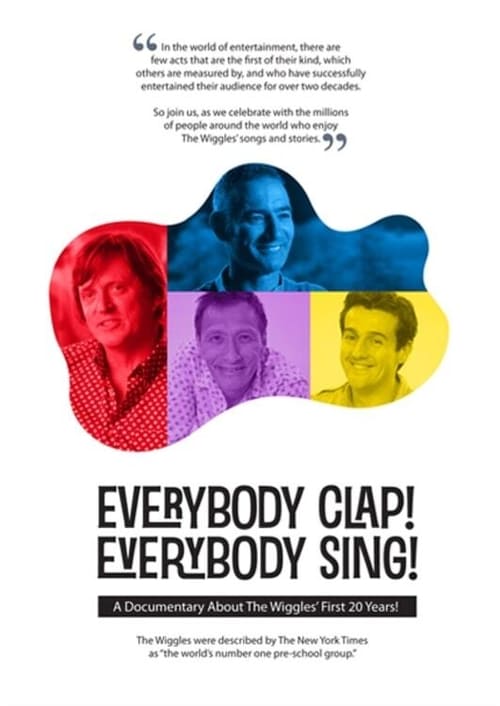 “ In the world of entertainment, there are
few acts that are the first of their kind, which
others are measured by, and who have successfully
entertained their audience for over two decades.
So join us, as we celebrate with the millions
of people around the world who enjoy
The Wiggles' songs and stories. ”
EVERYBODY CLAP!
EVERYBODY SING!
A Documentary About The Wiggles' First 20 Years!
The Wiggles were described by The New York Times
as "the world's number one pre-school group."